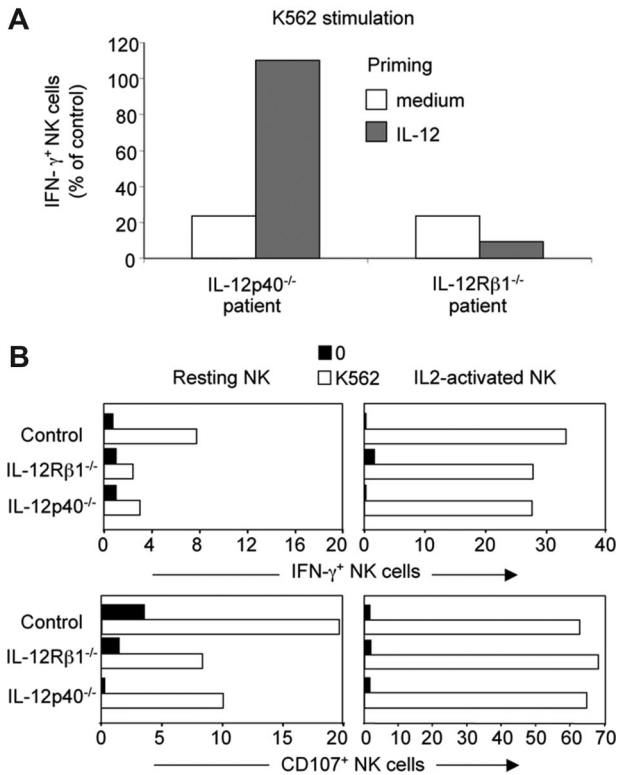 A
K562 stimulation
IFN-γ⁺ NK cells
(% of control)
120
100
80
60
40
20
0
Priming
medium
IL-12
IL-12p40⁻/⁻
patient
IL-12Rβ1⁻/⁻
patient
B
0
Resting NK
K562
IL2-activated NK
Control
IL-12Rβ1⁻/⁻
IL-12p40⁻/⁻
0 4 8 12 16 20
0 10 20 30 40
IFN-γ⁺ NK cells
Control
IL-12Rβ1⁻/⁻
IL-12p40⁻/⁻
0 5 10 15 20
0 10 20 30 40 50 60 70
CD107⁺ NK cells